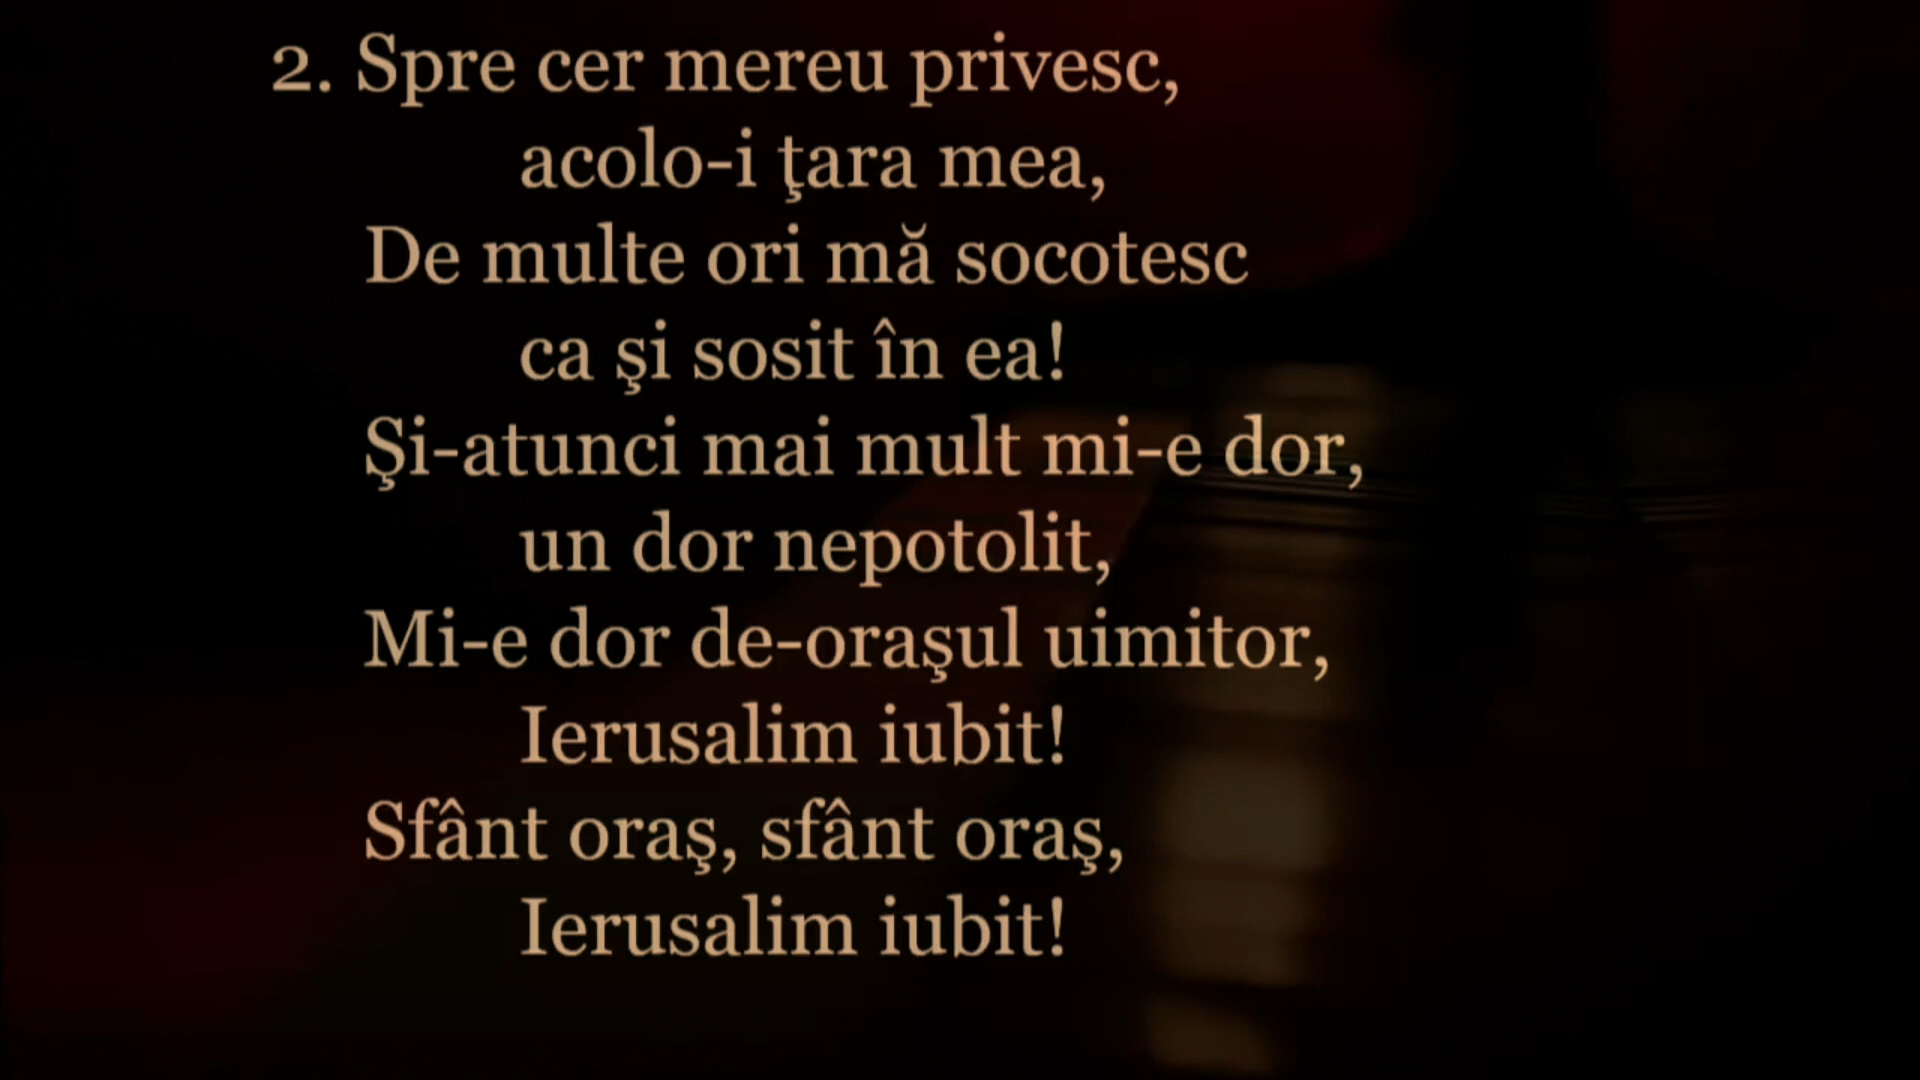 2. Spre cer mereu privesc,
acolo-i ţara mea,
De multe ori mă socotesc
ca şi sosit în ea!
Şi-atunci mai mult mi-e dor,
un dor nepotolit,
Mi-e dor de-oraşul uimitor,
Ierusalim iubit!
Sfânt oraş, sfânt oraş,
Ierusalim iubit!